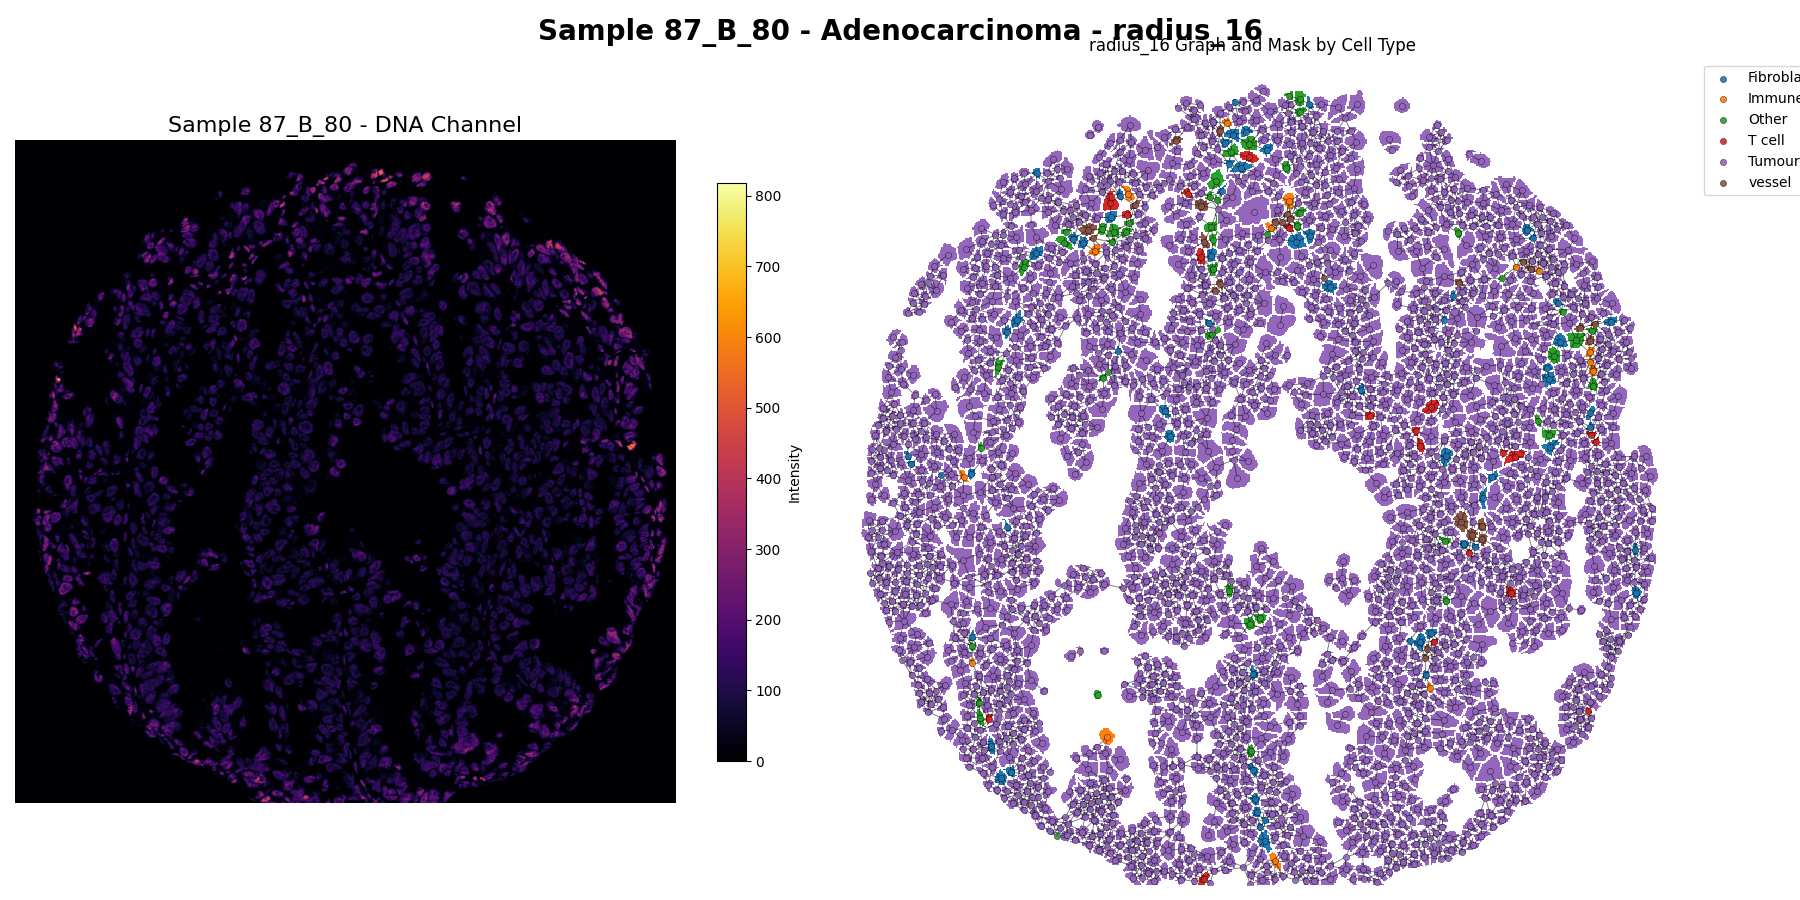 Sample 87_B_80 - Adenocarcinoma - radius_16
radius_16 Graph and Mask by Cell Type
Sample 87_B_80 - DNA Channel
Fibrobla
Immune
Other
T cell
Tumour
vessel
800
700
600
500
400
300
200
100
0
Intensity